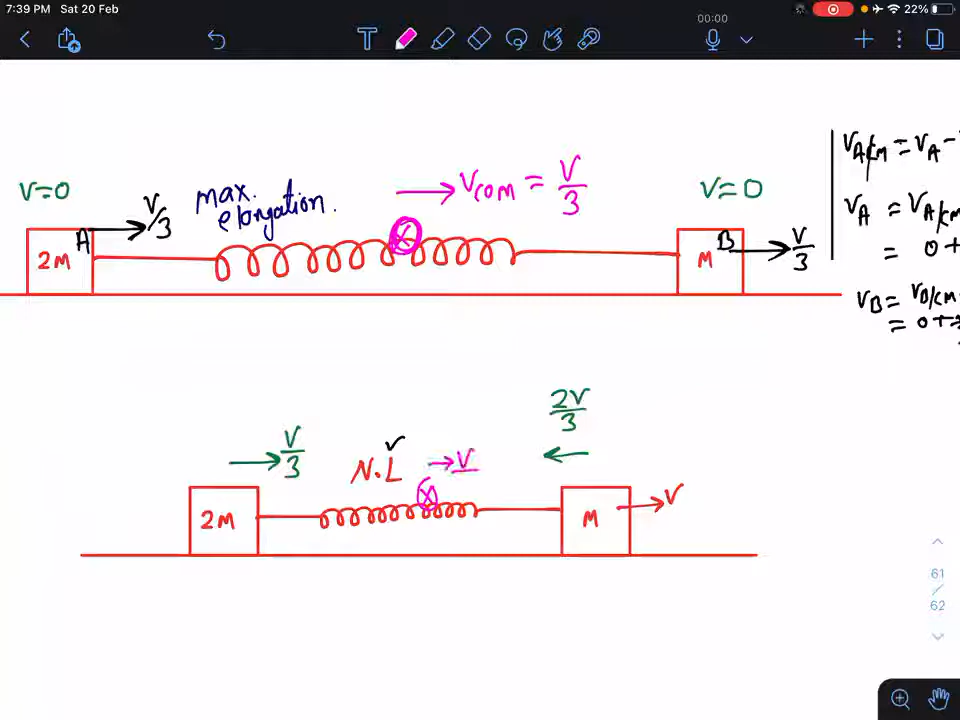 7:39 PM Sat 20 Feb
22%
00:00
T
V=0
V/3
max.
elongation.
VCOM = V/3
V=0
A
2M
B
M
V/3
VA/CM = VA -
VA = VA/CM
= 0+
VB = VB/CM
= 0+
V/3
N.L
V
2V/3
2M
M
V
61
/
62